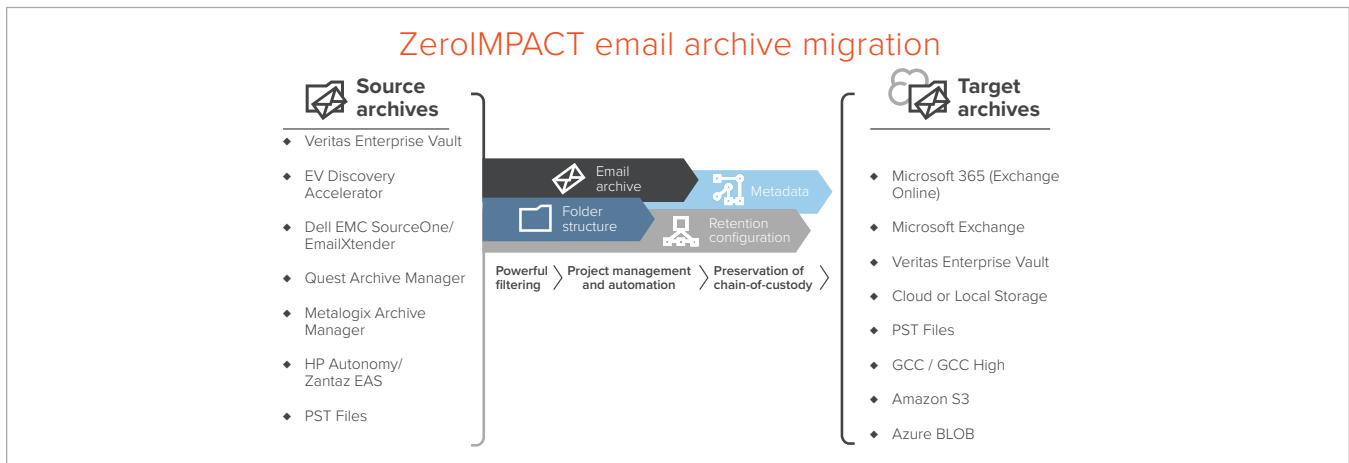 ZeroIMPACT email archive migration
Source
archives
Veritas Enterprise Vault
EV Discovery
Accelerator
Dell EMC SourceOne/
EmailXtender
Quest Archive Manager
Metalogix Archive
Manager
HP Autonomy/
Zantaz EAS
PST Files
Email
archive
Metadata
Folder
structure
Retention
configuration
Powerful
filtering
Project management
and automation
Preservation of
chain-of-custody
Target
archives
Microsoft 365 (Exchange
Online)
Microsoft Exchange
Veritas Enterprise Vault
Cloud or Local Storage
PST Files
GCC / GCC High
Amazon S3
Azure BLOB